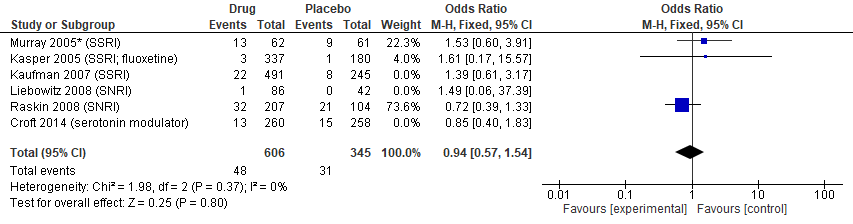 Drug Placebo Odds Ratio Odds Ratio
Study or Subgroup Events Total Events Total Weight M-H, Fixed, 95% CI M-H, Fixed, 95% CI
Murray 2005* (SSRI) 13 62 9 61 22.3% 1.53 [0.60, 3.91]
Kasper 2005 (SSRI; fluoxetine) 3 337 1 180 4.0% 1.61 [0.17, 15.57]
Kaufman 2007 (SSRI) 22 491 8 245 0.0% 1.39 [0.61, 3.17]
Liebowitz 2008 (SNRI) 1 86 0 42 0.0% 1.49 [0.06, 37.39]
Raskin 2008 (SNRI) 32 207 21 104 73.6% 0.72 [0.39, 1.33]
Croft 2014 (serotonin modulator) 13 260 15 258 0.0% 0.85 [0.40, 1.83]
Total (95% CI) 606 345 100.0% 0.94 [0.57, 1.54]
Total events 48 31
Heterogeneity: Chi² = 1.98, df = 2 (P = 0.37); I² = 0%
Test for overall effect: Z = 0.25 (P = 0.80)
0.01 0.1 1 10 100
Favours [experimental] Favours [control]